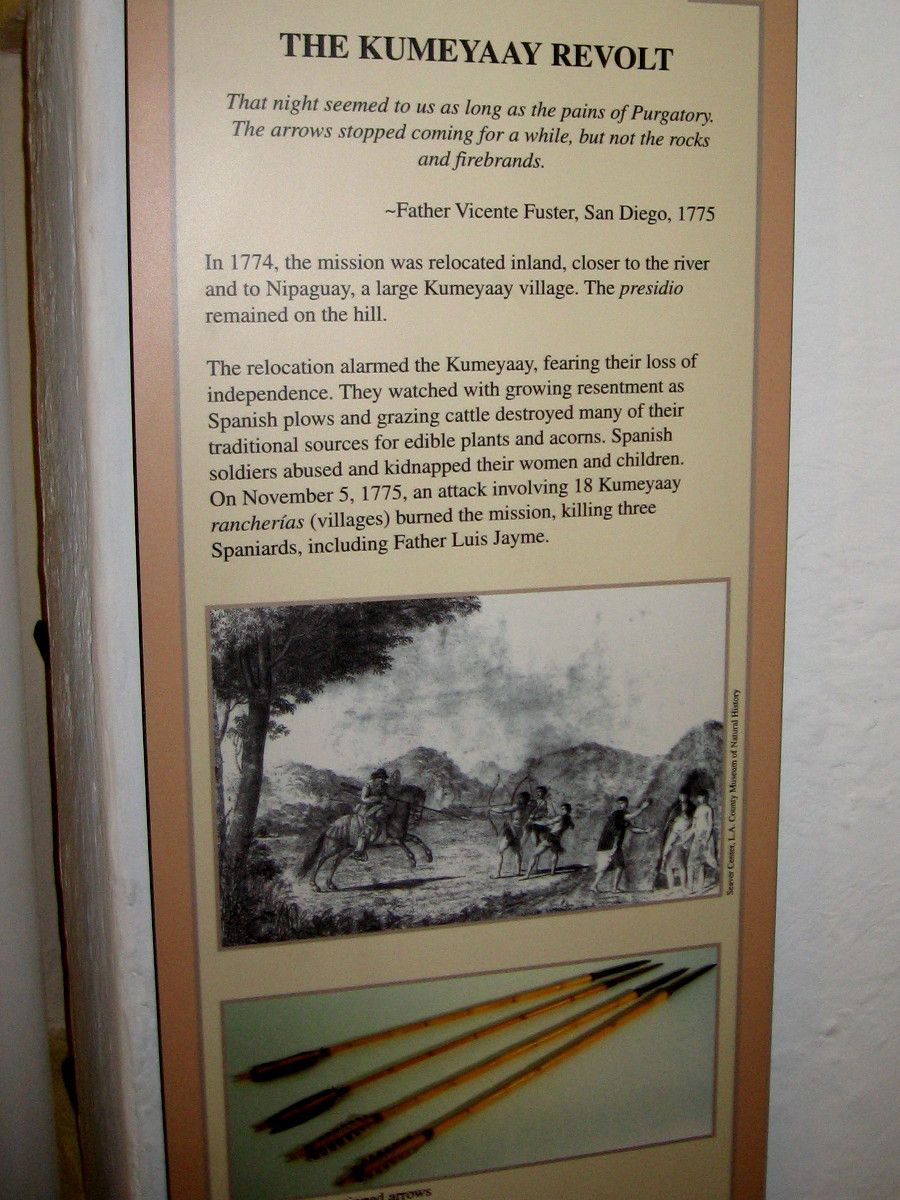 THE KUMEYAAY REVOLT
That night seemed to us as long as the pains of Purgatory.
The arrows stopped coming for a while, but not the rocks
and firebrands.
~Father Vicente Fuster, San Diego, 1775
In 1774, the mission was relocated inland, closer to the river
and to Nipaguay, a large Kumeyaay village. The presidio
remained on the hill.
The relocation alarmed the Kumeyaay, fearing their loss of
independence. They watched with growing resentment as
Spanish plows and grazing cattle destroyed many of their
traditional sources for edible plants and acorns. Spanish
soldiers abused and kidnapped their women and children.
On November 5, 1775, an attack involving 18 Kumeyaay
rancherías (villages) burned the mission, killing three
Spaniards, including Father Luis Jayme.
Seaver Center, L.A. County Museum of Natural History
arrows